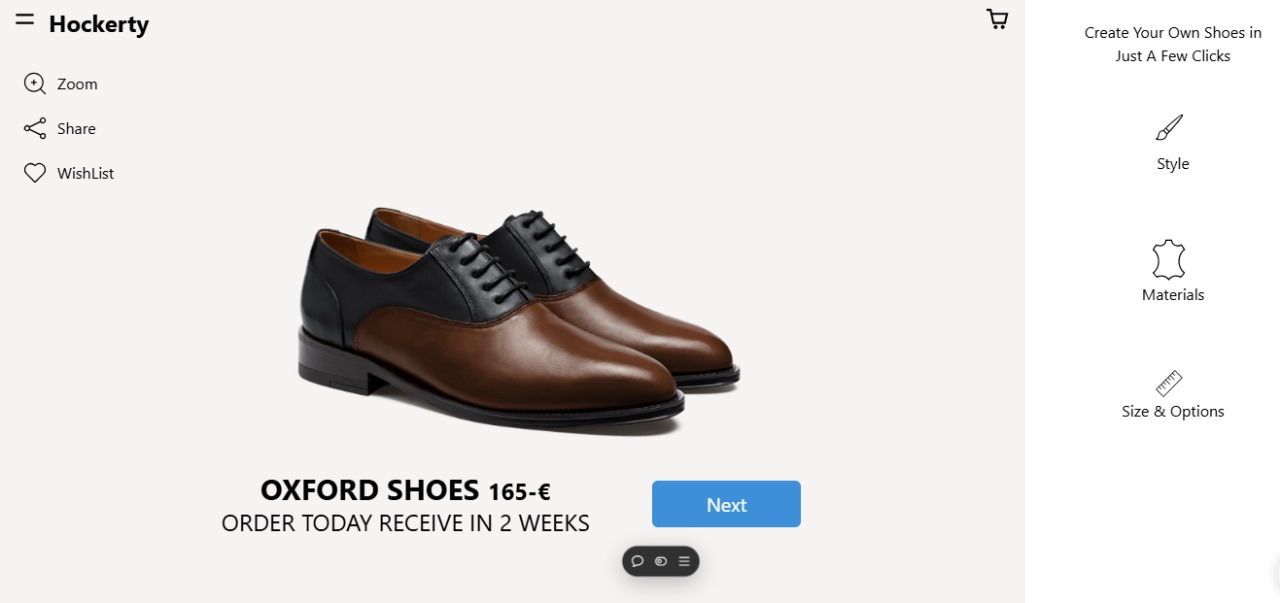 Hockerty
Zoom
Share
WishList
OXFORD SHOES 165-€
ORDER TODAY RECEIVE IN 2 WEEKS
Next
Create Your Own Shoes in
Just A Few Clicks
Style
Materials
Size & Options